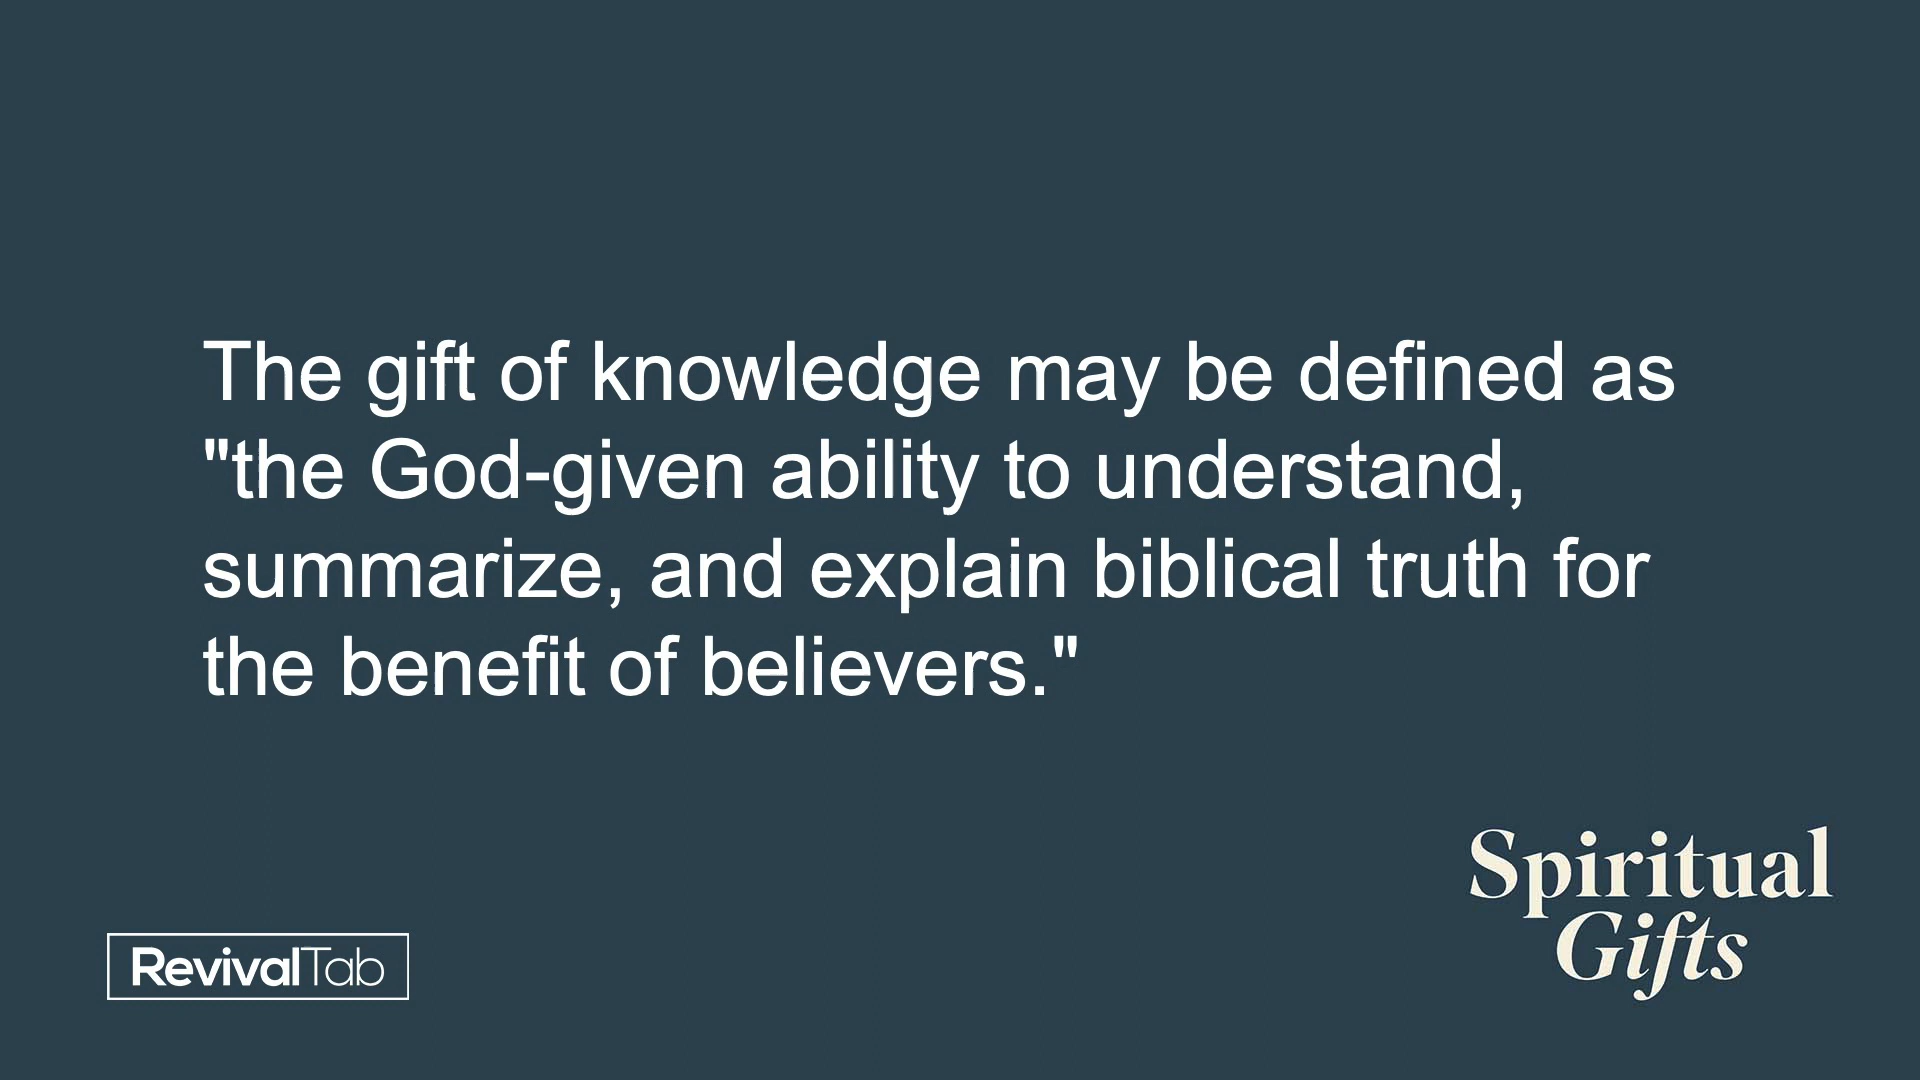 The gift of knowledge may be defined as
"the God-given ability to understand,
summarize, and explain biblical truth for
the benefit of believers."
Spiritual
Gifts
RevivalTab